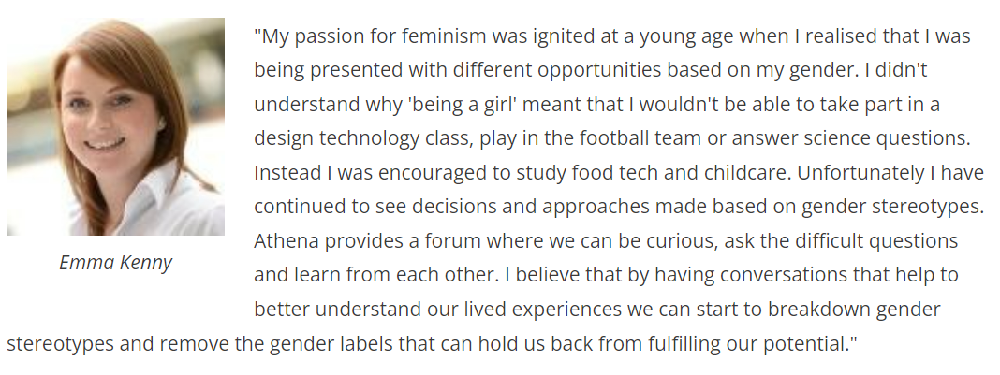 "My passion for feminism was ignited at a young age when I realised that I was
being presented with different opportunities based on my gender. I didn't
understand why 'being a girl' meant that I wouldn't be able to take part in a
design technology class, play in the football team or answer science questions.
Instead I was encouraged to study food tech and childcare. Unfortunately I have
continued to see decisions and approaches made based on gender stereotypes.
Athena provides a forum where we can be curious, ask the difficult questions
and learn from each other. I believe that by having conversations that help to
better understand our lived experiences we can start to breakdown gender
stereotypes and remove the gender labels that can hold us back from fulfilling our potential."
Emma Kenny